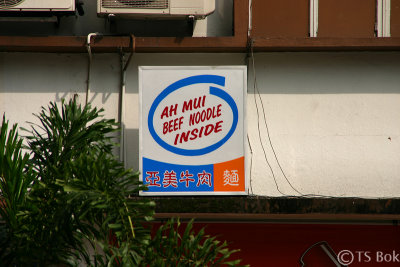 AH MUI
BEEF NOODLE
INSIDE
亞美牛肉麵
©TS Bok